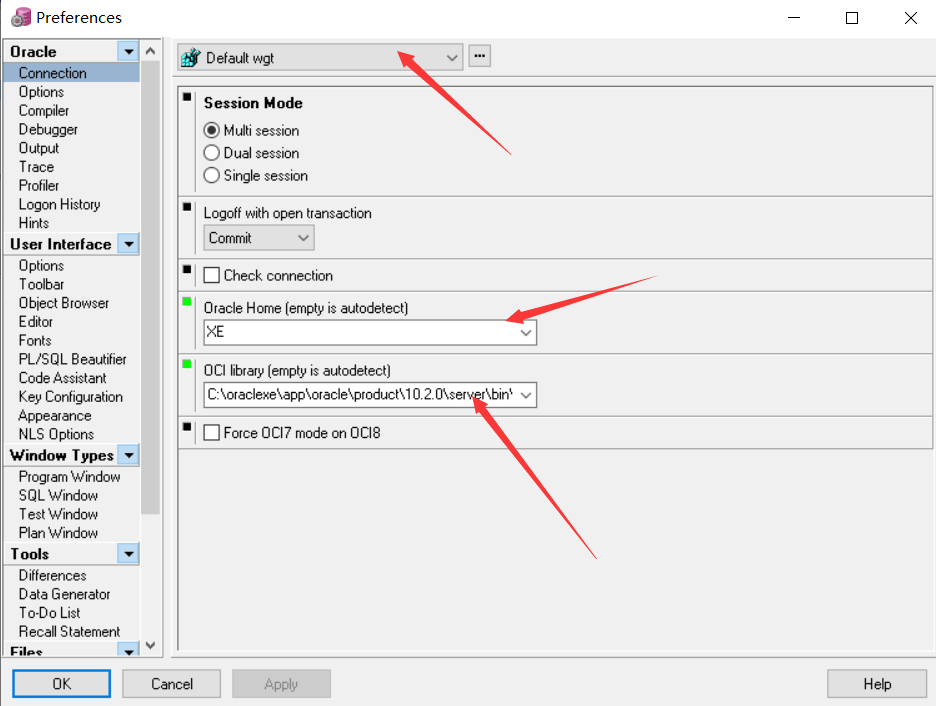 Preferences
Oracle
Connection
Options
Compiler
Debugger
Output
Trace
Profiler
Logon History
Hints
User Interface
Options
Toolbar
Object Browser
Editor
Fonts
PL/SQL Beautifier
Code Assistant
Key Configuration
Appearance
NLS Options
Window Types
Program Window
SQL Window
Test Window
Plan Window
Tools
Differences
Data Generator
To-Do List
Recall Statement
Files
Default wgt
...
Session Mode
Multi session
Dual session
Single session
Logoff with open transaction
Commit
Check connection
Oracle Home (empty is autodetect)
XE
OCI library (empty is autodetect)
C:\oraclexe\app\oracle\product\10.2.0\server\bin\
Force OCI7 mode on OCI8
OK
Cancel
Apply
Help